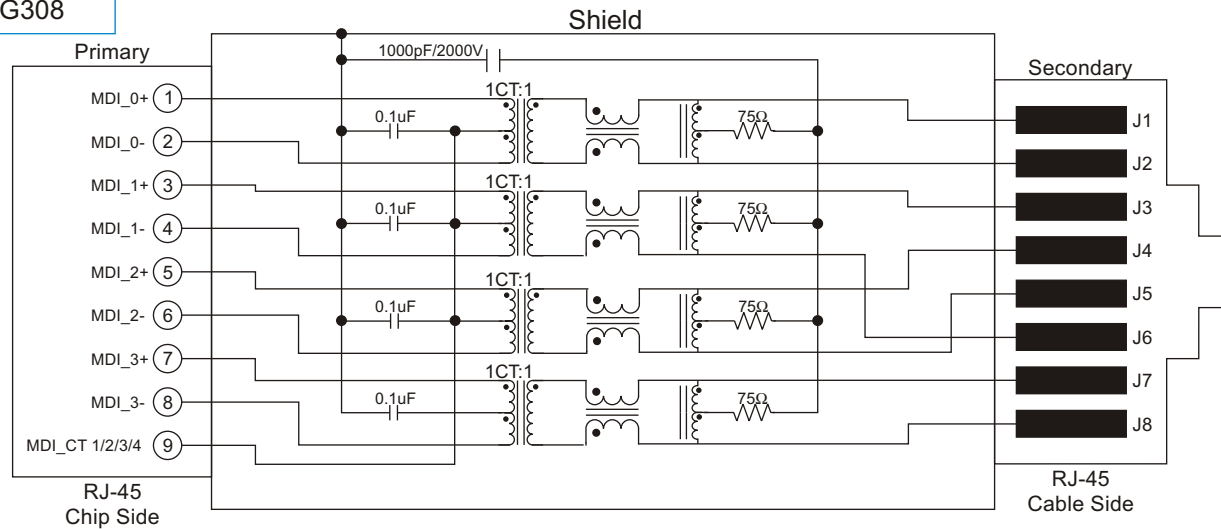 G308
Shield
Primary
1000pF/2000V
Secondary
MDI_0+ 1
1CT:1
0.1uF
75Ω
J1
MDI_0- 2
J2
MDI_1+ 3
1CT:1
0.1uF
75Ω
J3
MDI_1- 4
J4
MDI_2+ 5
1CT:1
J5
MDI_2- 6
0.1uF
75Ω
J6
MDI_3+ 7
1CT:1
J7
MDI_3- 8
0.1uF
75Ω
J8
MDI_CT 1/2/3/4 9
RJ-45
Chip Side
RJ-45
Cable Side